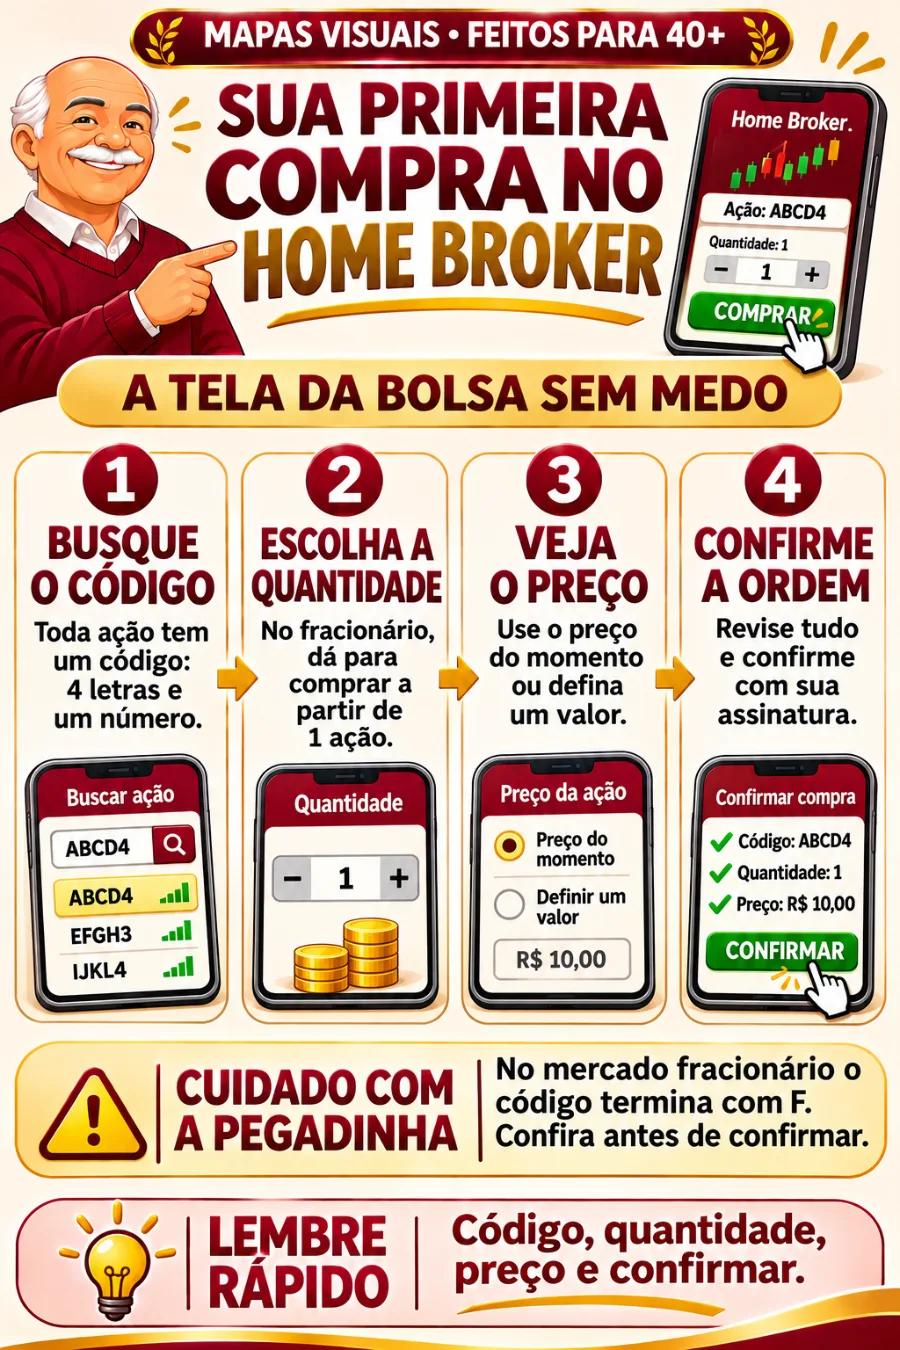 MAPAS VISUAIS • FEITOS PARA 40+
SUA PRIMEIRA
COMPRA NO
HOME BROKER
Home Broker.
Ação: ABCD4
Quantidade: 1
− 1 +
COMPRAR
A TELA DA BOLSA SEM MEDO
1
BUSQUE
O CÓDIGO
Toda ação tem
um código:
4 letras e
um número.
Buscar ação
ABCD4
ABCD4
EFGH3
IJKL4
2
ESCOLHA A
QUANTIDADE
No fracionário,
dá para
comprar a
partir de
1 ação.
Quantidade
− 1 +
3
VEJA
O PREÇO
Use o preço
do momento
ou defina
um valor.
Preço da ação
Preço do
momento
Definir um
valor
R$ 10,00
4
CONFIRME
A ORDEM
Revise tudo
e confirme
com sua
assinatura.
Confirmar compra
Código: ABCD4
Quantidade: 1
Preço: R$ 10,00
CONFIRMAR
CUIDADO COM
A PEGADINHA
No mercado fracionário o
código termina com F.
Confira antes de confirmar.
LEMBRE
RÁPIDO
Código, quantidade,
preço e confirmar.